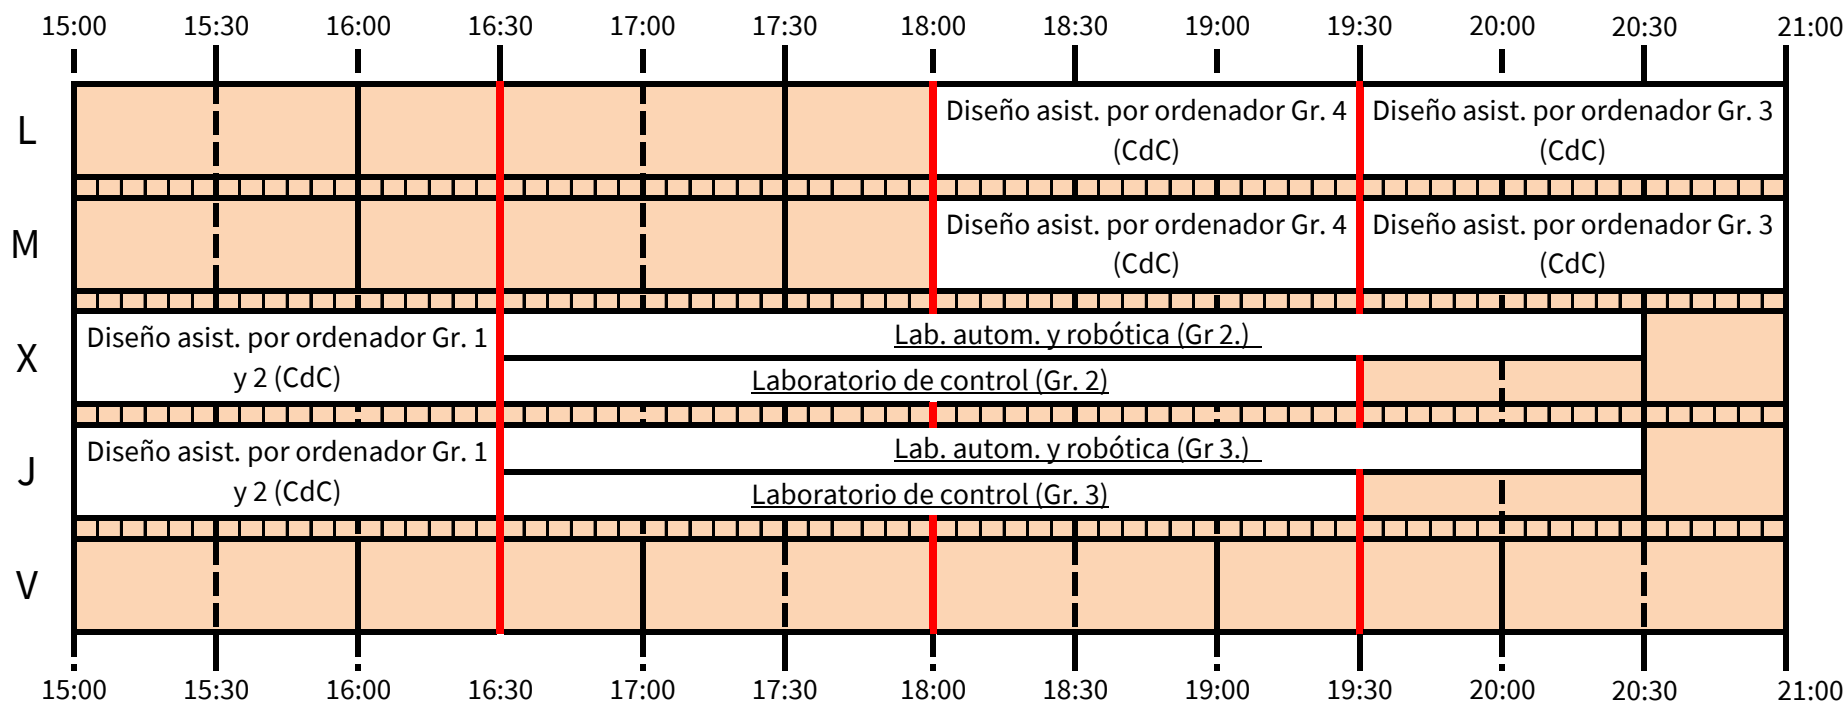 15:00 15:30 16:00 16:30 17:00 17:30 18:00 18:30 19:00 19:30 20:00 20:30 21:00
L
Diseño asist. por ordenador Gr. 4
(CdC)
Diseño asist. por ordenador Gr. 3
(CdC)
M
Diseño asist. por ordenador Gr. 4
(CdC)
Diseño asist. por ordenador Gr. 3
(CdC)
X
Diseño asist. por ordenador Gr. 1
y 2 (CdC)
Lab. autom. y robótica (Gr 2.)
Laboratorio de control (Gr. 2)
J
Diseño asist. por ordenador Gr. 1
y 2 (CdC)
Lab. autom. y robótica (Gr 3.)
Laboratorio de control (Gr. 3)
V
15:00 15:30 16:00 16:30 17:00 17:30 18:00 18:30 19:00 19:30 20:00 20:30 21:00